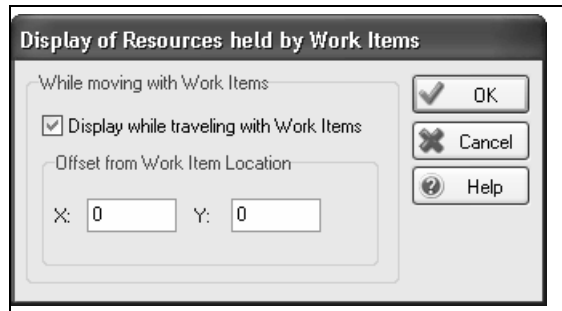 Display of Resources held by Work Items
While moving with Work Items
Display while traveling with Work Items
Offset from Work Item Location
X: 0 Y: 0
OK
Cancel
Help